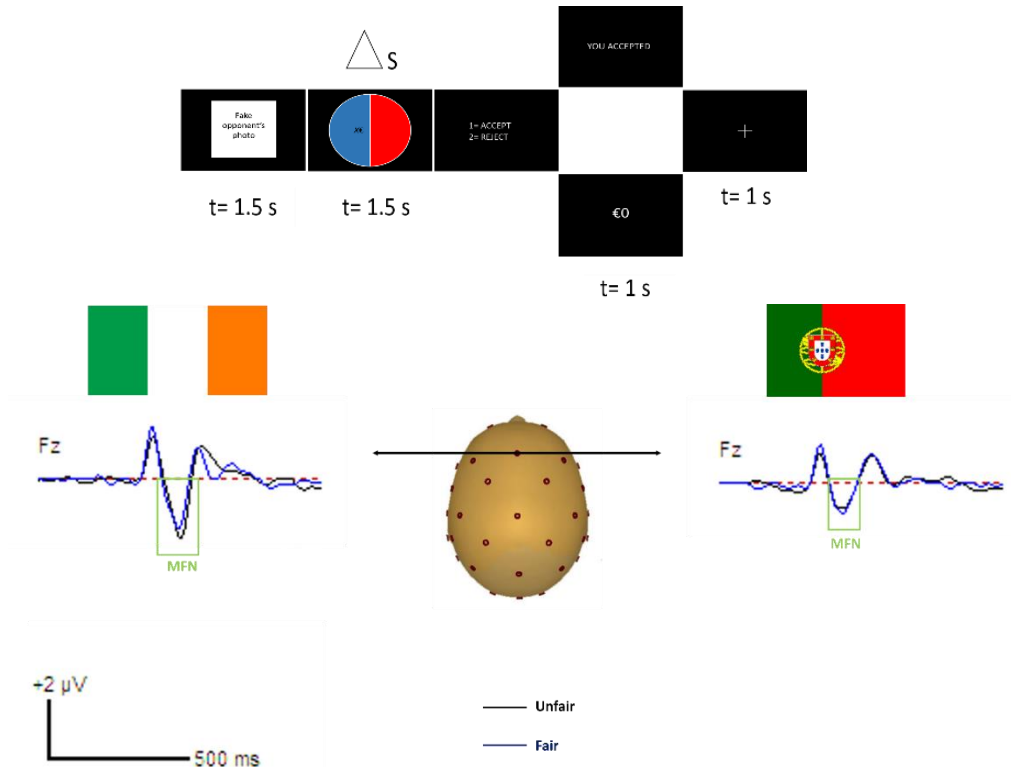 YOU ACCEPTED
S
Fake
opponent's
photo
1= ACCEPT
2= REJECT
t= 1.5 s
t= 1.5 s
€0
t= 1 s
t= 1 s
Fz
MFN
Fz
MFN
+2 µV
500 ms
Unfair
Fair